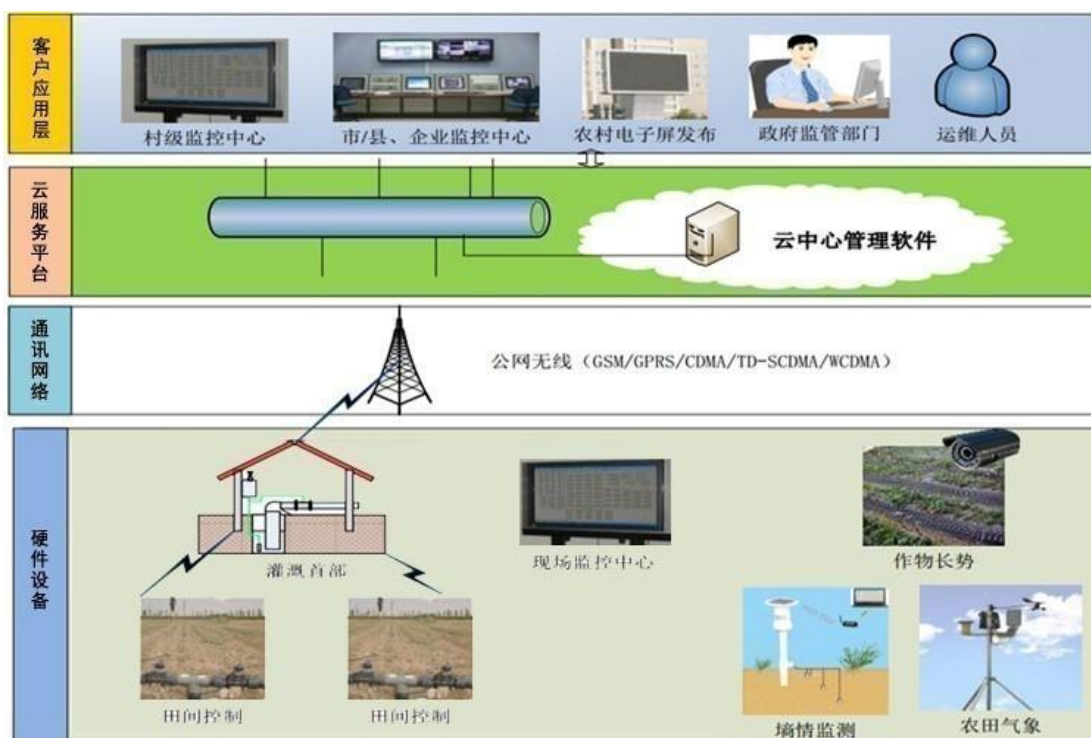 客户应用层
村级监控中心
市/县、企业监控中心
农村电子屏发布
政府监管部门
运维人员
云服务平台
云中心管理软件
通讯网络
公网无线（GSM/GPRS/CDMA/TD-SCDMA/WCDMA）
硬件设备
灌溉首部
现场监控中心
作物长势
田间控制
田间控制
墒情监测
农田气象